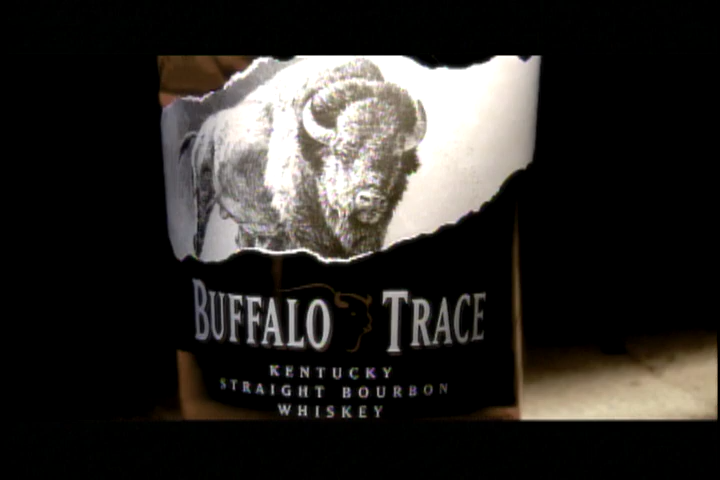 BUFFALO TRACE
KENTUCKY
STRAIGHT BOURBON
WHISKEY